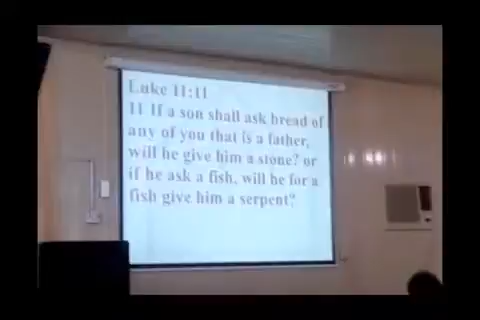 Luke 11:11
11 If a son shall ask bread of
any of you that is a father,
will he give him a stone? or
if he ask a fish, will he for a
fish give him a serpent?